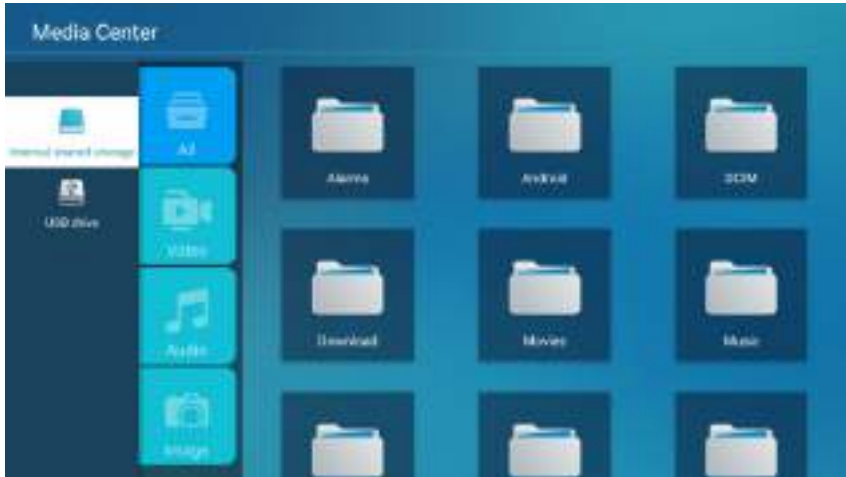 Media Center
Internal shared storage
USB drive
All
Video
Audio
Image
Alarms
Android
DCIM
Download
Movies
Music